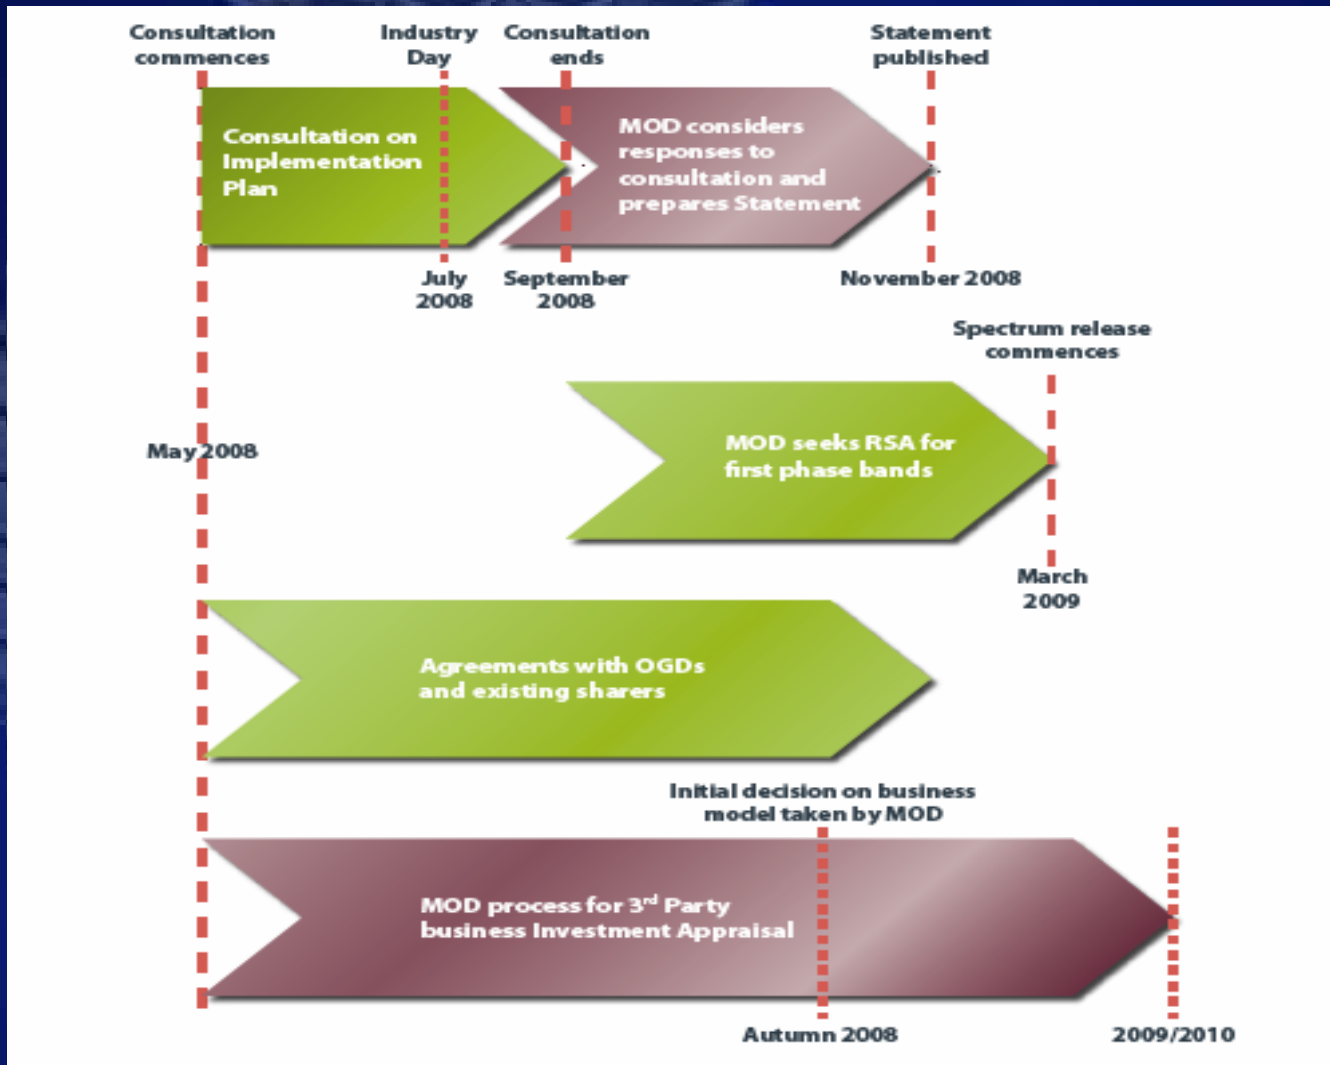 Consultation
commences
Industry
Day
Consultation
ends
Statement
published
Consultation on
Implementation
Plan
MOD considers
responses to
consultation and
prepares Statement
July
2008
September
2008
November 2008
Spectrum release
commences
May 2008
MOD seeks RSA for
first phase bands
March
2009
Agreements with OGDs
and existing sharers
Initial decision on business
model taken by MOD
MOD process for 3rd Party
business Investment Appraisal
Autumn 2008
2009/2010